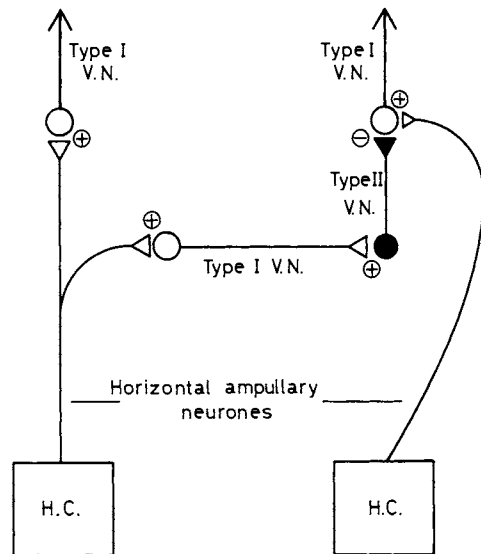 Type I
V.N.
Type I
V.N.
⊕
⊕
⊖
Type II
V.N.
⊕
⊕
Type I V.N.
Horizontal ampullary
neurones
H.C.
H.C.